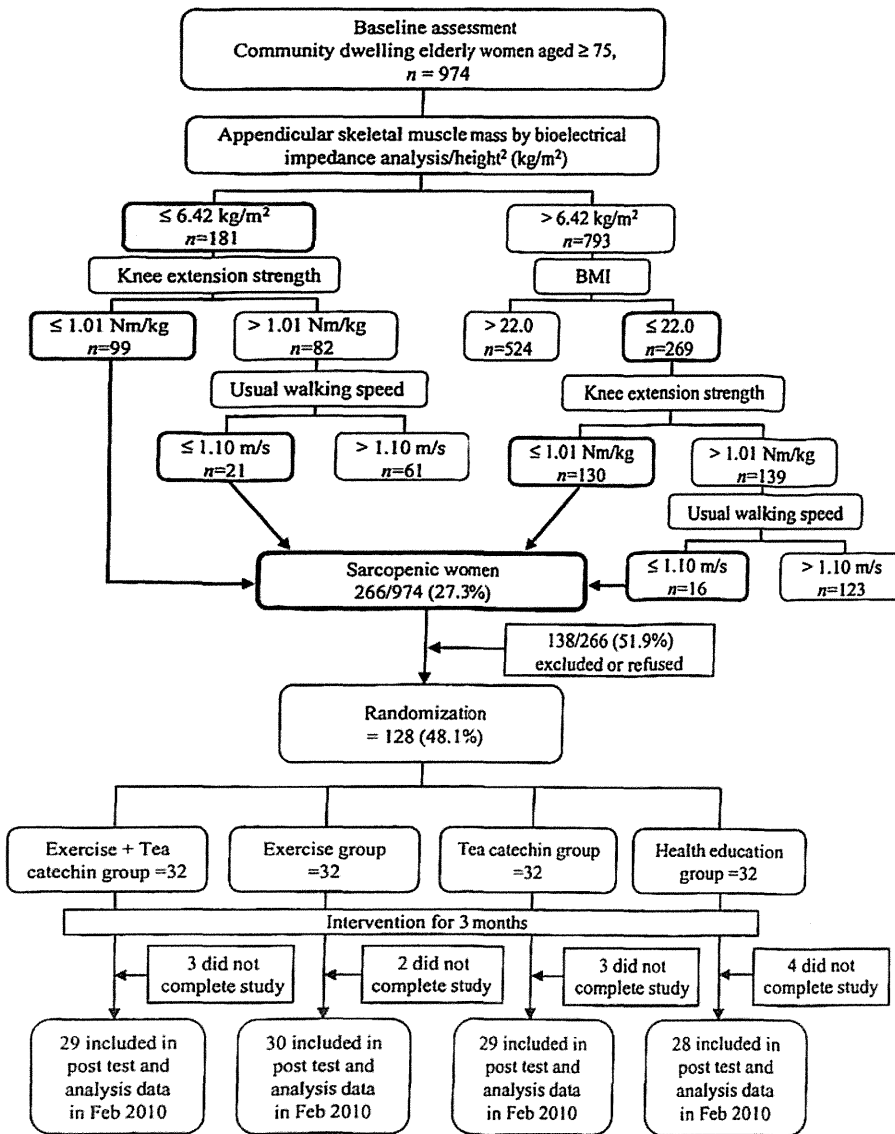 Baseline assessment
Community dwelling elderly women aged ≥ 75,
n = 974
Appendicular skeletal muscle mass by bioelectrical
impedance analysis/height² (kg/m²)
≤ 6.42 kg/m²
n=181
> 6.42 kg/m²
n=793
Knee extension strength
BMI
≤ 1.01 Nm/kg
n=99
> 1.01 Nm/kg
n=82
> 22.0
n=524
≤ 22.0
n=269
Usual walking speed
Knee extension strength
≤ 1.10 m/s
n=21
> 1.10 m/s
n=61
≤ 1.01 Nm/kg
n=130
> 1.01 Nm/kg
n=139
Usual walking speed
Sarcopenic women
266/974 (27.3%)
≤ 1.10 m/s
n=16
> 1.10 m/s
n=123
138/266 (51.9%)
excluded or refused
Randomization
= 128 (48.1%)
Exercise + Tea
catechin group =32
Exercise group
=32
Tea catechin group
=32
Health education
group =32
Intervention for 3 months
3 did not
complete study
2 did not
complete study
3 did not
complete study
4 did not
complete study
29 included in
post test and
analysis data
in Feb 2010
30 included in
post test and
analysis data
in Feb 2010
29 included in
post test and
analysis data
in Feb 2010
28 included in
post test and
analysis data
in Feb 2010